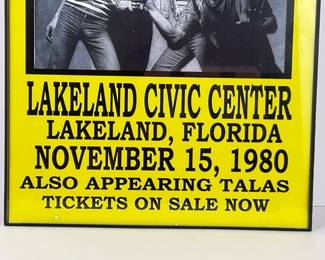 LAKELAND CIVIC CENTER
LAKELAND, FLORIDA
NOVEMBER 15, 1980
ALSO APPEARING TALAS
TICKETS ON SALE NOW